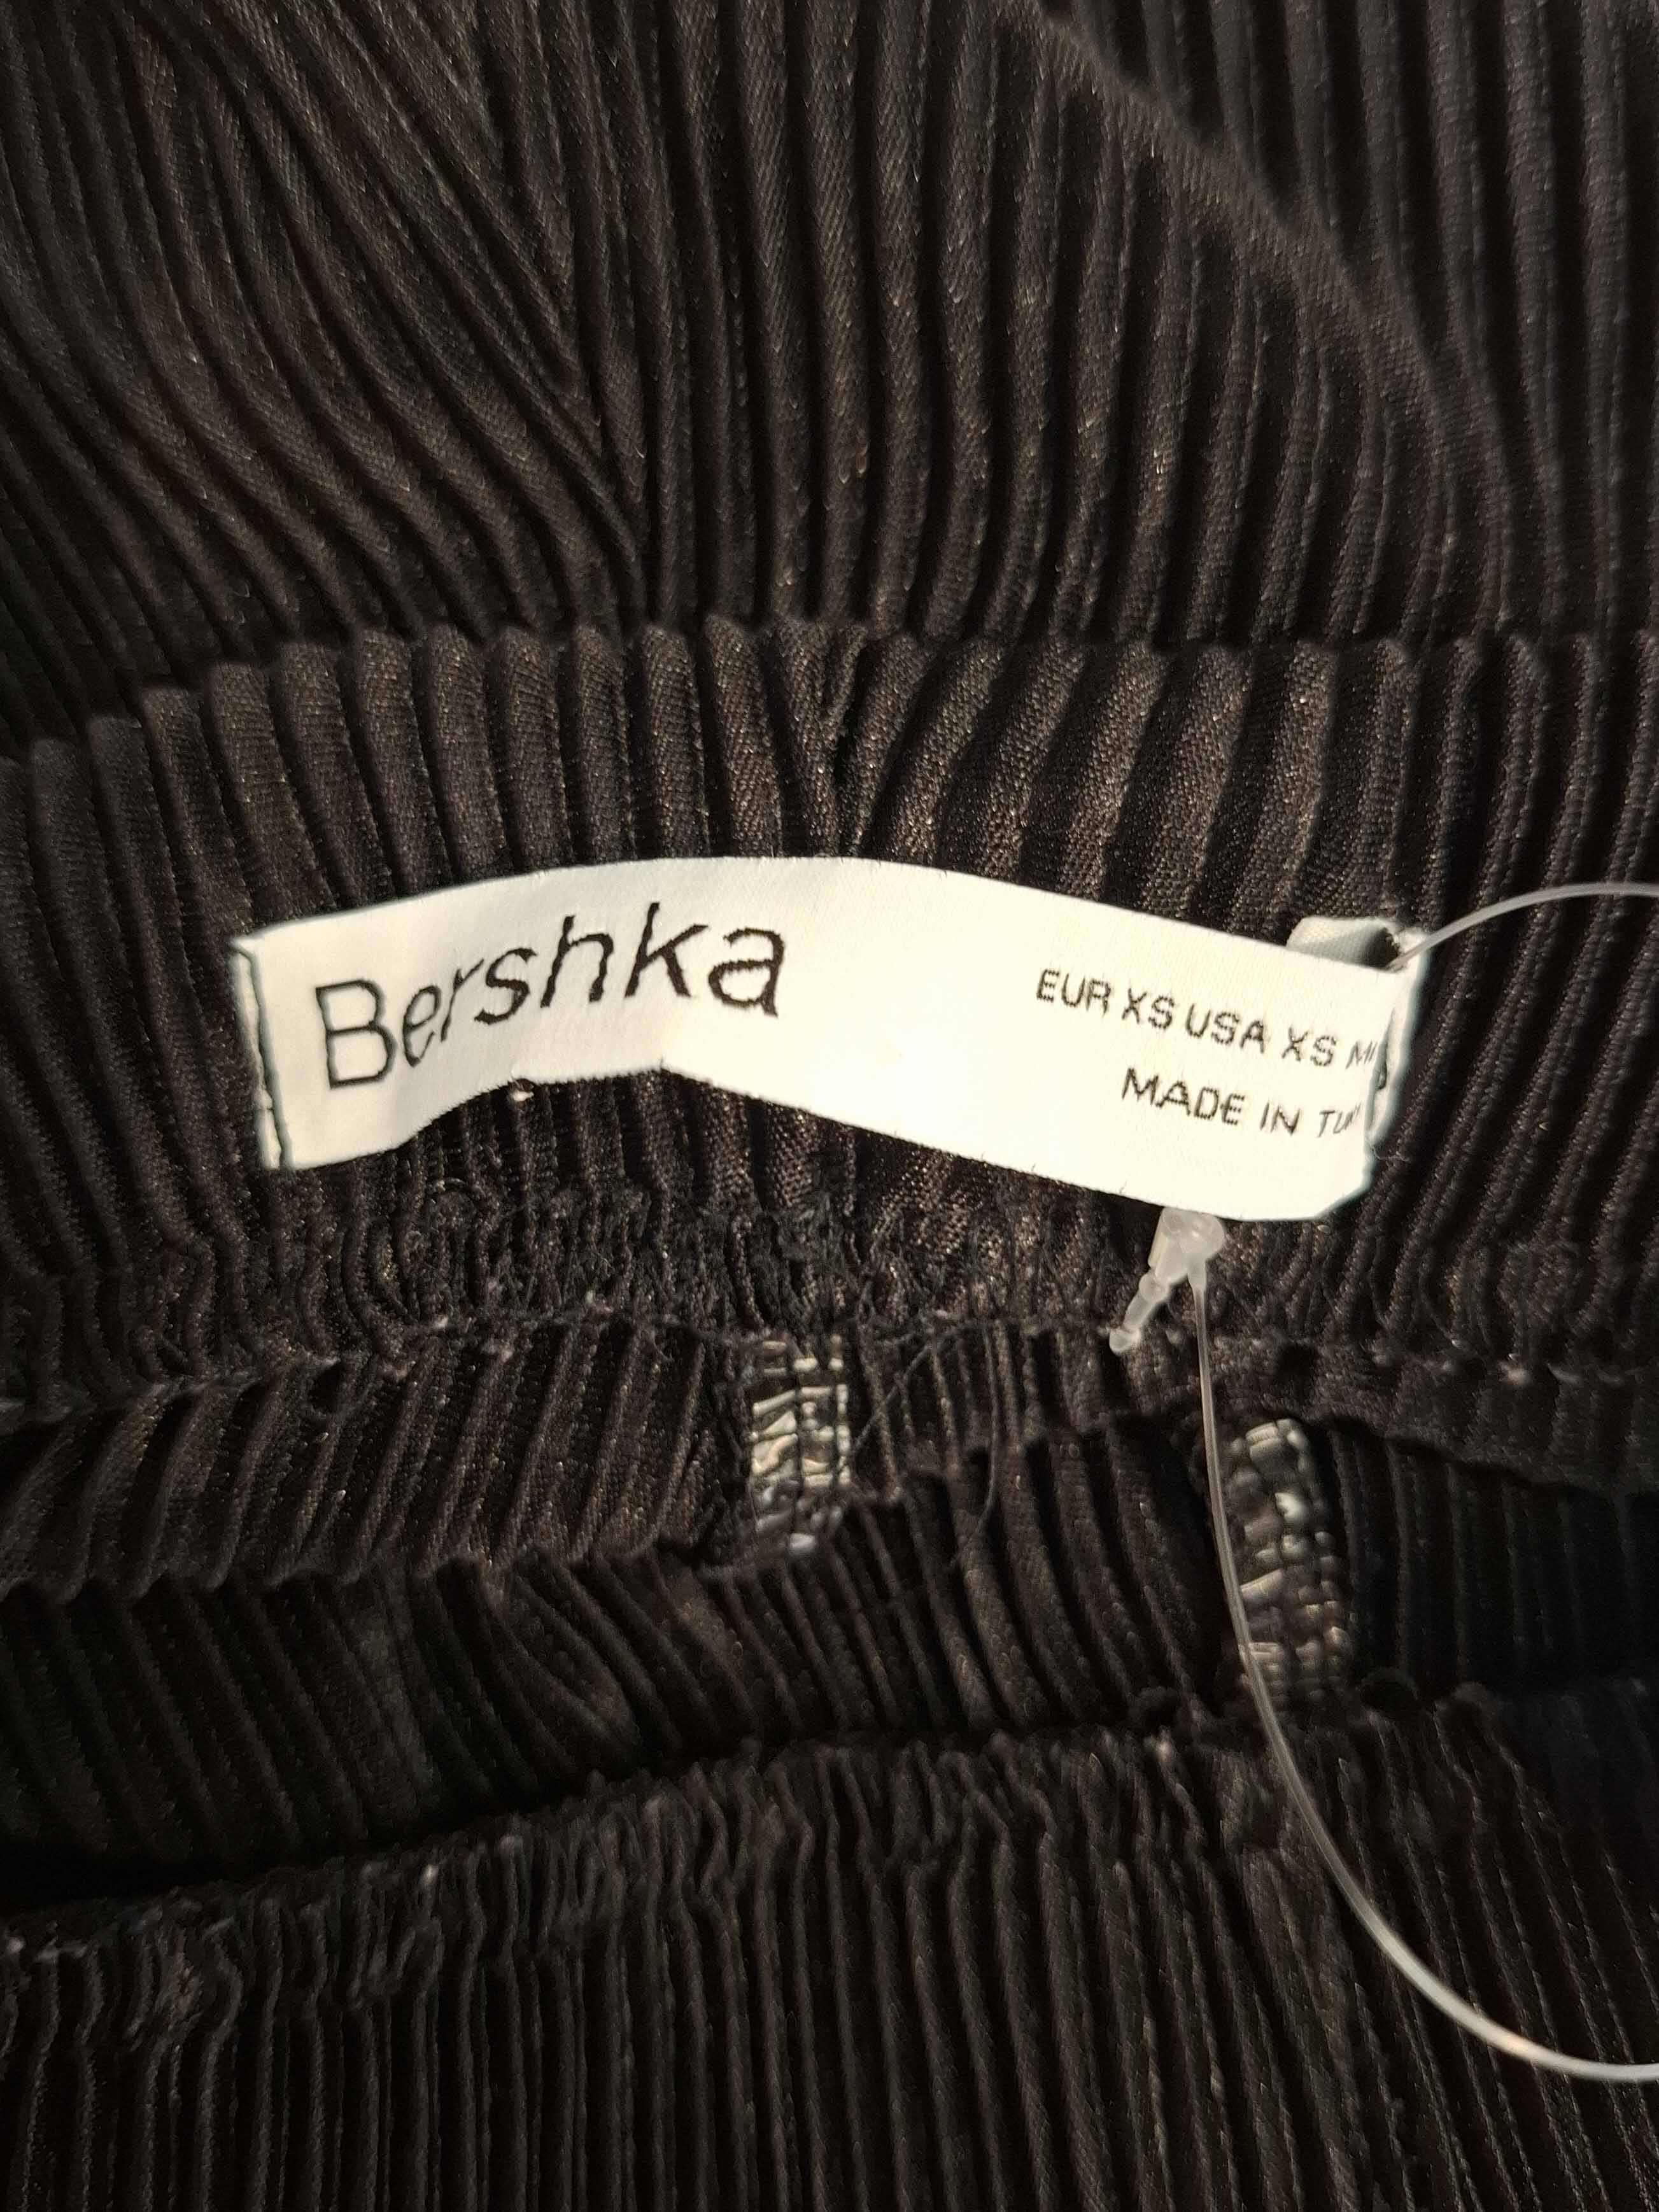 Bershka
EUR XS USA XS
MADE IN